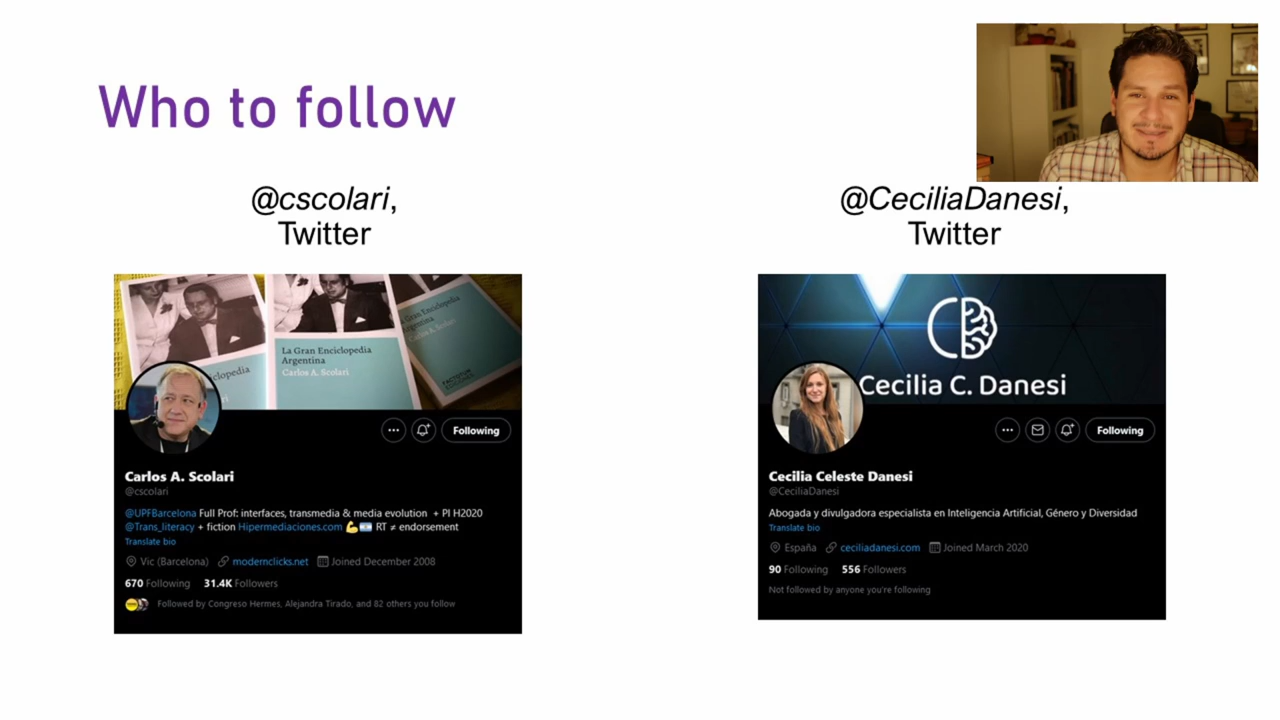 Who to follow
@cscolari,
Twitter
@CeciliaDanesi,
Twitter
La Gran Enciclopedia
Argentina
Carlos A. Scolari
Following
Carlos A. Scolari
@cscolari
@UPFBarcelona Full Prof: interfaces, transmedia & media evolution + PI H2020
@Trans_literacy + fiction Hipermediaciones.com 💪🇦🇷 RT ≠ endorsement
Translate bio
Vic (Barcelona) modernclicks.net Joined December 2008
670 Following 31.4K Followers
Followed by Congreso Hermes, Alejandra Tirado, and 82 others you follow
Cecilia C. Danesi
Following
Cecilia Celeste Danesi
@CeciliaDanesi
Abogada y divulgadora especialista en Inteligencia Artificial, Género y Diversidad
Translate bio
España ceciliadanesi.com Joined March 2020
90 Following 556 Followers
Not followed by anyone you're following